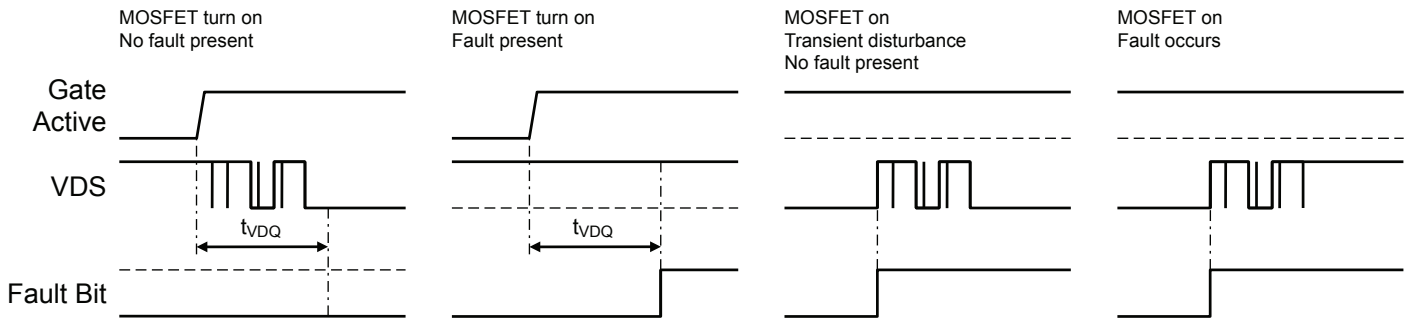 MOSFET turn on
No fault present
MOSFET turn on
Fault present
MOSFET on
Transient disturbance
No fault present
MOSFET on
Fault occurs
Gate
Active
VDS
tVDQ
tVDQ
Fault Bit